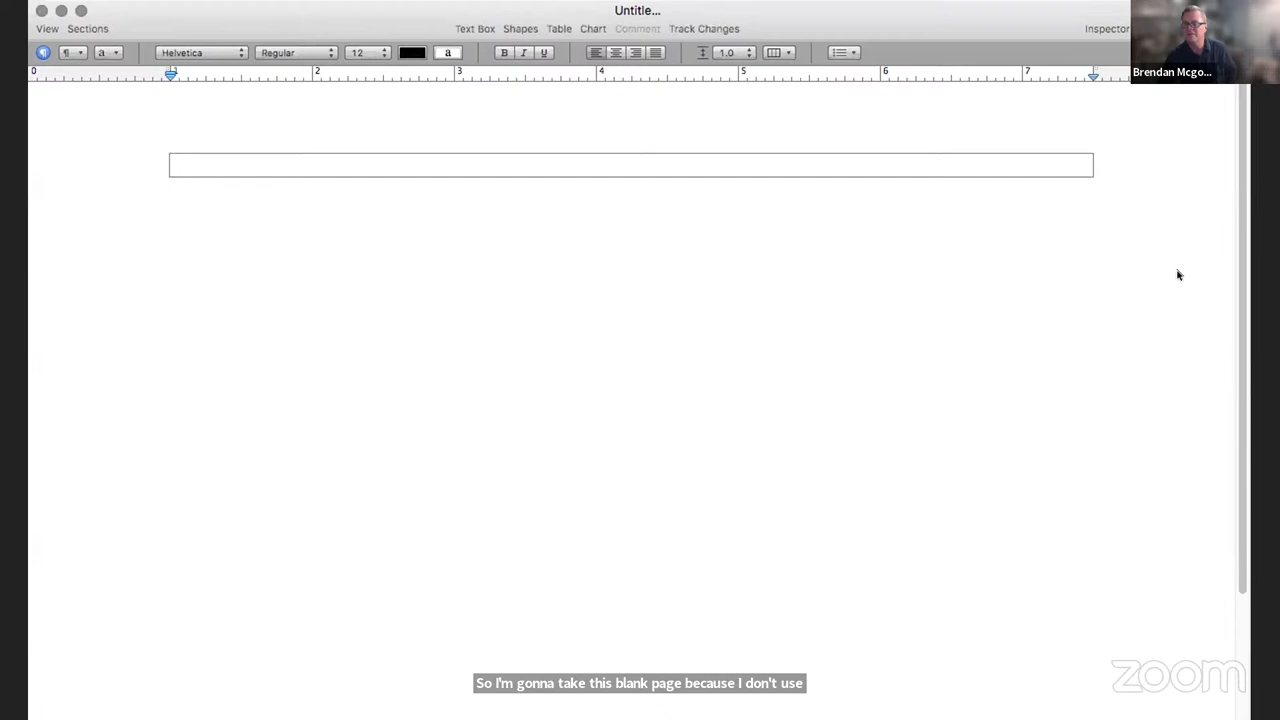 Untitle...
View Sections Text Box Shapes Table Chart Comment Track Changes Inspector
¶ a Helvetica Regular 12 a B I U 1.0
0 1 2 3 4 5 6 7
Brendan Mcgo...
So I'm gonna take this blank page because I don't use
zoom